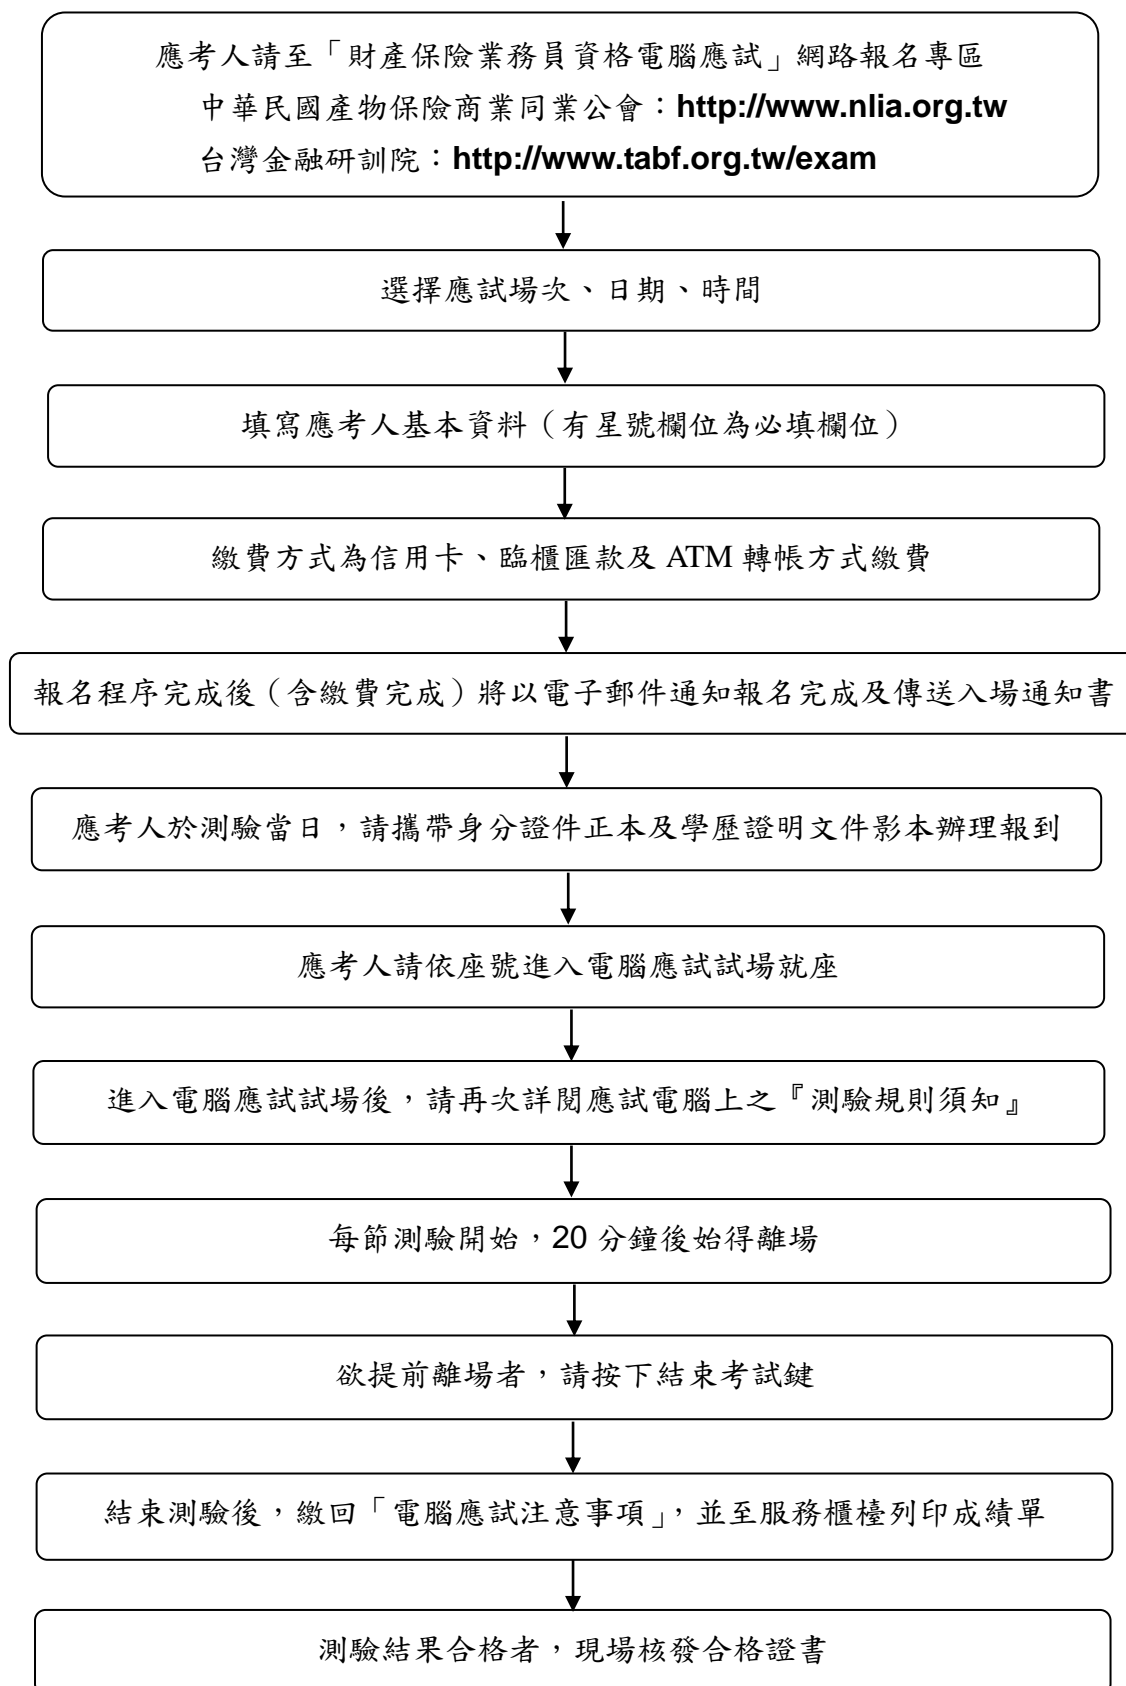 應考人請至「財產保險業務員資格電腦應試」網路報名專區
中華民國產物保險商業同業公會：http://www.nlia.org.tw
台灣金融研訓院：http://www.tabf.org.tw/exam
選擇應試場次、日期、時間
填寫應考人基本資料（有星號欄位為必填欄位）
繳費方式為信用卡、臨櫃匯款及 ATM 轉帳方式繳費
報名程序完成後（含繳費完成）將以電子郵件通知報名完成及傳送入場通知書
應考人於測驗當日，請攜帶身分證件正本及學歷證明文件影本辦理報到
應考人請依座號進入電腦應試試場就座
進入電腦應試試場後，請再次詳閱應試電腦上之『測驗規則須知』
每節測驗開始，20 分鐘後始得離場
欲提前離場者，請按下結束考試鍵
結束測驗後，繳回「電腦應試注意事項」，並至服務櫃檯列印成績單
測驗結果合格者，現場核發合格證書